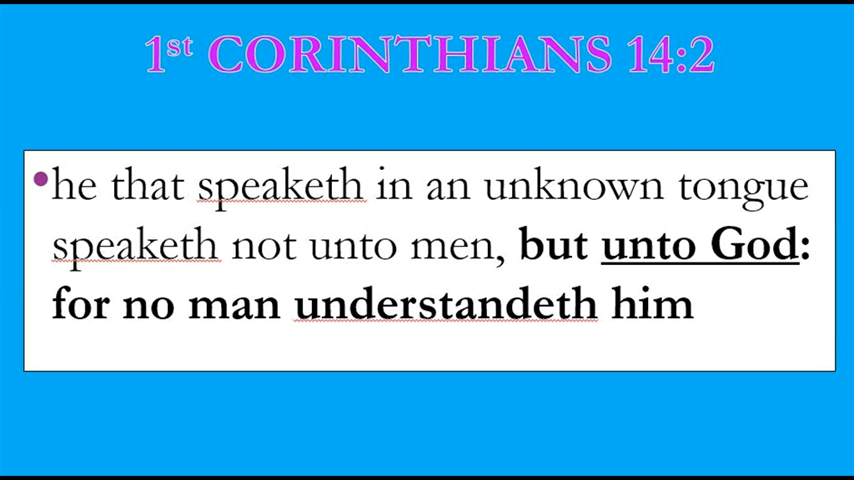 1st CORINTHIANS 14:2
•he that speaketh in an unknown tongue
speaketh not unto men, but unto God:
for no man understandeth him